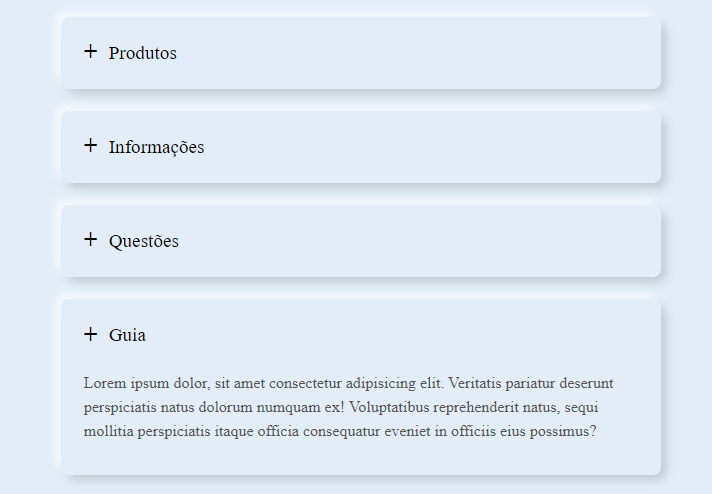 + Produtos
+ Informações
+ Questões
+ Guia
Lorem ipsum dolor, sit amet consectetur adipisicing elit. Veritatis pariatur deserunt
perspiciatis natus dolorum numquam ex! Voluptatibus reprehenderit natus, sequi
mollitia perspiciatis itaque officia consequatur eveniet in officiis eius possimus?